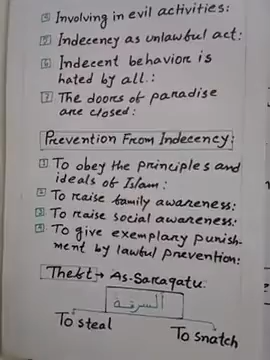 4 Involving in evil activities:
5 Indecency as unlawful act:
6 Indecent behavior is
hated by all.:
7 The doors of paradise
are closed:
Prevention From Indecency:
1 To obey the principles and
ideals of Islam:
2 To raise family awareness:
3 To raise social awareness:
4 To give exemplary punish-
ment by lawful prevention:
Theft → As-Saraqatu:
السرقة
To steal
To snatch